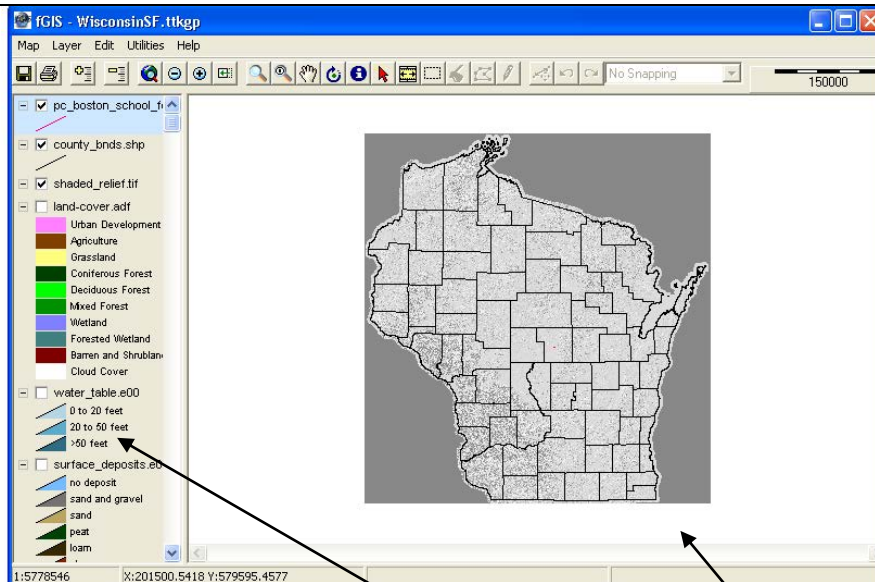 fGIS - WisconsinSF.ttkgp
Map Layer Edit Utilities Help
No Snapping
150000
pc_boston_school_f
county_bnds.shp
shaded_relief.tif
land-cover.adf
Urban Development
Agriculture
Grassland
Coniferous Forest
Deciduous Forest
Mixed Forest
Wetland
Forested Wetland
Barren and Shrublan
Cloud Cover
water_table.e00
0 to 20 feet
20 to 50 feet
>50 feet
surface_deposits.e0
no deposit
sand and gravel
sand
peat
loam
1:5778546
X:201500.5418 Y:579595.4577